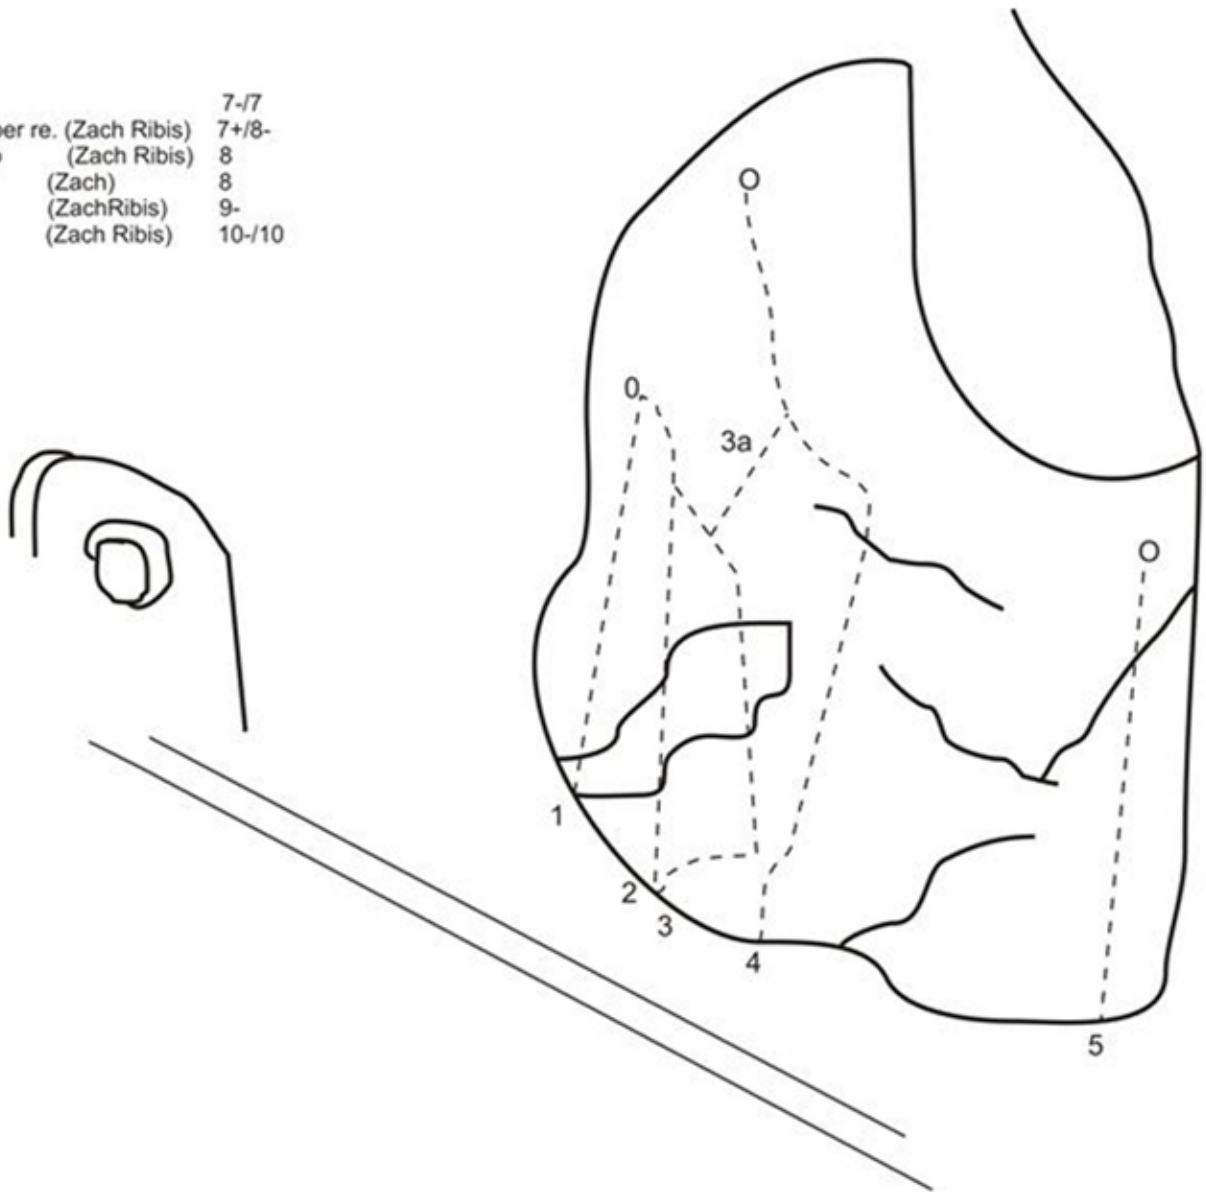 7-/7
per re. (Zach Ribis) 7+/8-
(Zach Ribis) 8
(Zach) 8
(ZachRibis) 9-
(Zach Ribis) 10-/10
O
0
3a
O
1
2
3
4
5